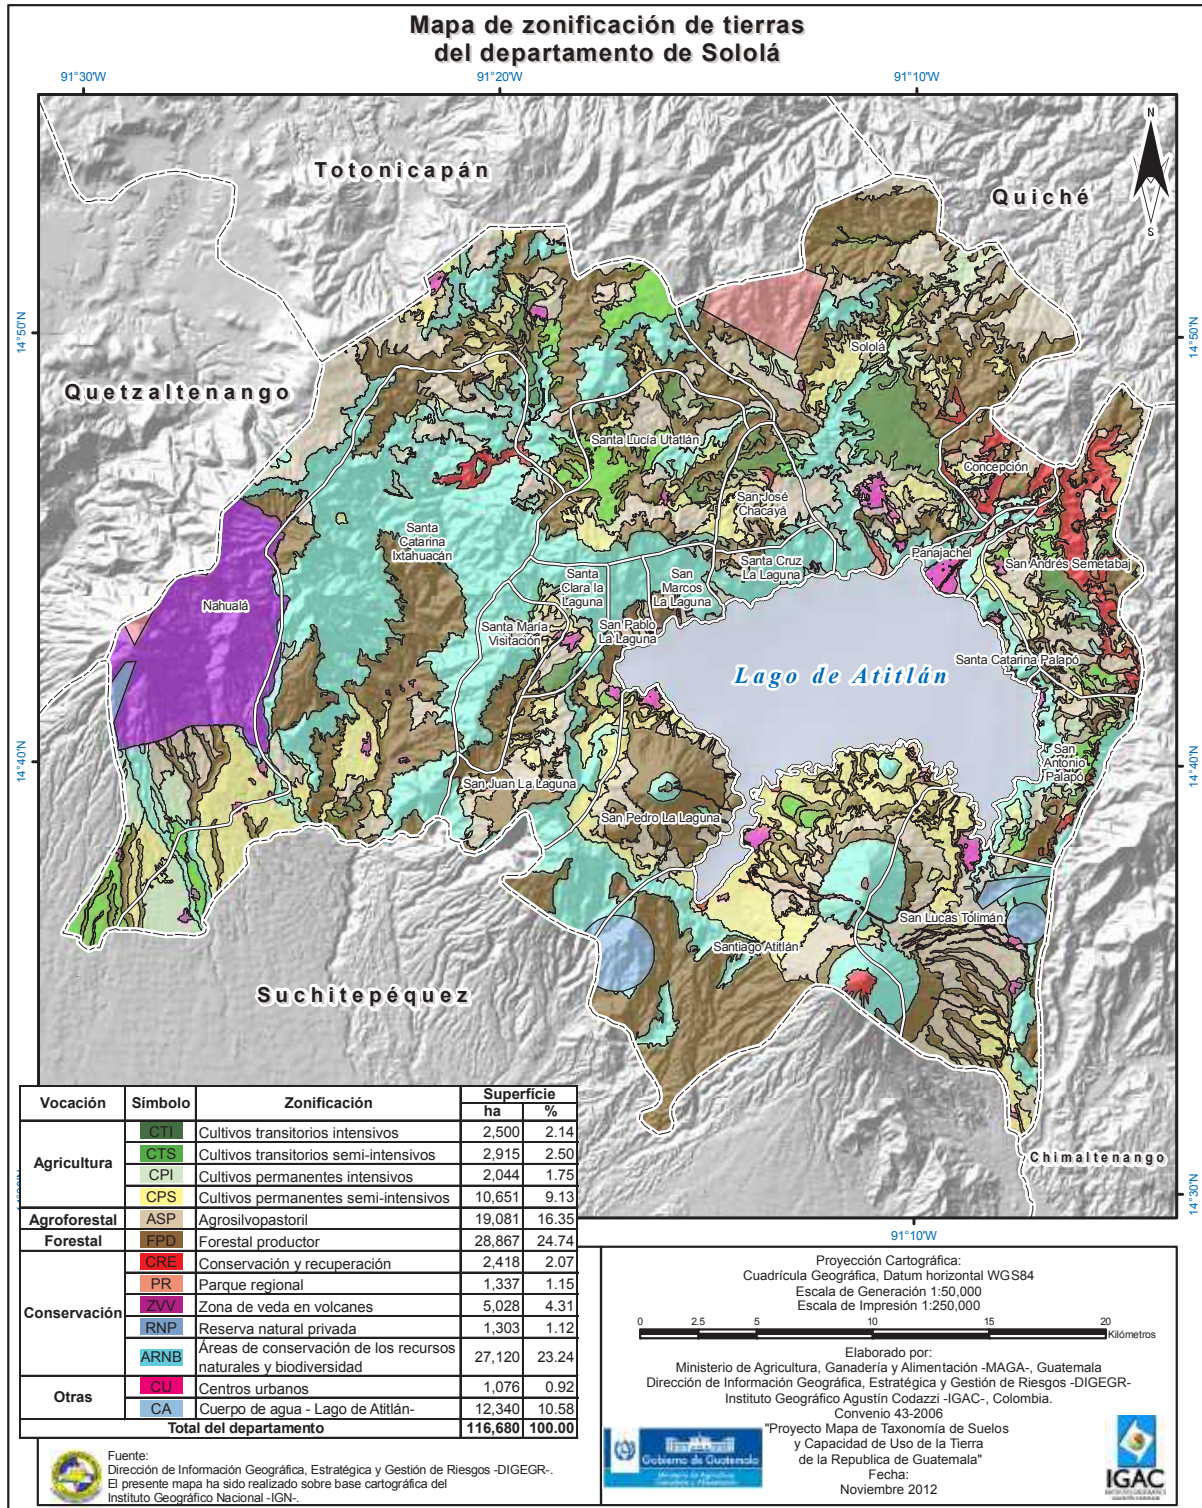 Mapa de zonificación de tierras
del departamento de Sololá
91°30'W
91°20'W
91°10'W
Totonicapán
Quiché
N
S
14°50'N
14°50'N
Quetzaltenango
Sololá
Santa Lucía Utatlán
Concepción
San José
Chacayá
Santa
Catarina
Ixtahuacán
Panajachel
San Andrés Semetabaj
Santa Cruz
La Laguna
Santa
Clara la
Laguna
San
Marcos
La Laguna
Nahualá
Santa María
Visitación
San Pablo
La Laguna
Santa Catarina Palapó
Lago de Atitlán
14°40'N
14°40'N
San
Antonio
Palapó
San Juan La Laguna
San Pedro La Laguna
San Lucas Tolimán
Santiago Atitlán
Suchitepéquez
Chimaltenango
14°30'N
91°10'W
Vocación Simbolo Zonificación Superfície
ha %
Agricultura
CTI Cultivos transitorios intensivos 2,500 2.14
CTS Cultivos transitorios semi-intensivos 2,915 2.50
CPI Cultivos permanentes intensivos 2,044 1.75
CPS Cultivos permanentes semi-intensivos 10,651 9.13
Agroforestal ASP Agrosilvopastoril 19,081 16.35
Forestal FPD Forestal productor 28,867 24.74
Conservación
CRE Conservación y recuperación 2,418 2.07
PR Parque regional 1,337 1.15
ZVV Zona de veda en volcanes 5,028 4.31
RNP Reserva natural privada 1,303 1.12
ARNB Áreas de conservación de los recursos
naturales y biodiversidad 27,120 23.24
Otras
CU Centros urbanos 1,076 0.92
CA Cuerpo de agua - Lago de Atitlán- 12,340 10.58
Total del departamento 116,680 100.00
Fuente:
Dirección de Información Geográfica, Estratégica y Gestión de Riesgos -DIGEGR-.
El presente mapa ha sido realizado sobre base cartográfica del
Instituto Geográfico Nacional -IGN-.
Proyección Cartográfica:
Cuadrícula Geográfica, Datum horizontal WGS84
Escala de Generación 1:50,000
Escala de Impresión 1:250,000
0 2.5 5 10 15 20
Kilómetros
Elaborado por:
Ministerio de Agricultura, Ganadería y Alimentación -MAGA-, Guatemala
Dirección de Información Geográfica, Estratégica y Gestión de Riesgos -DIGEGR-
Instituto Geográfico Agustín Codazzi -IGAC-, Colombia.
Convenio 43-2006
"Proyecto Mapa de Taxonomía de Suelos
y Capacidad de Uso de la Tierra
de la Republica de Guatemala"
Fecha:
Noviembre 2012
Gobierno de Guatemala
IGAC